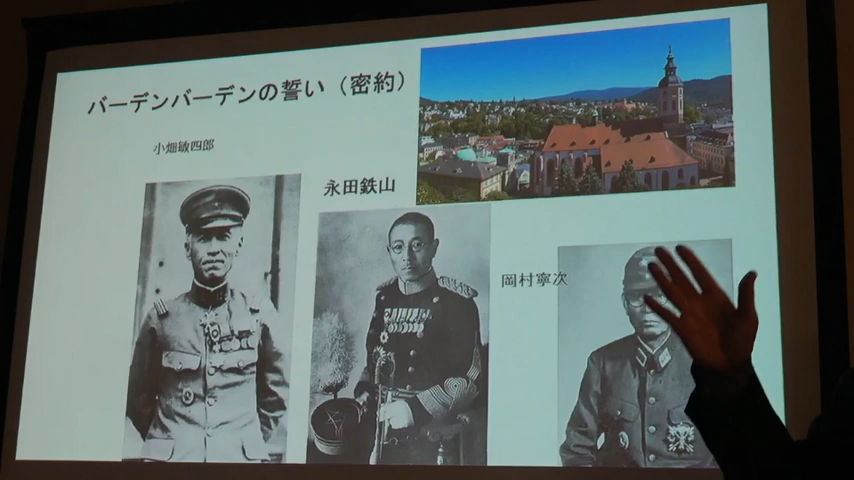 バーデンバーデンの誓い（密約）
小畑敏四郎
永田鉄山
岡村寧次